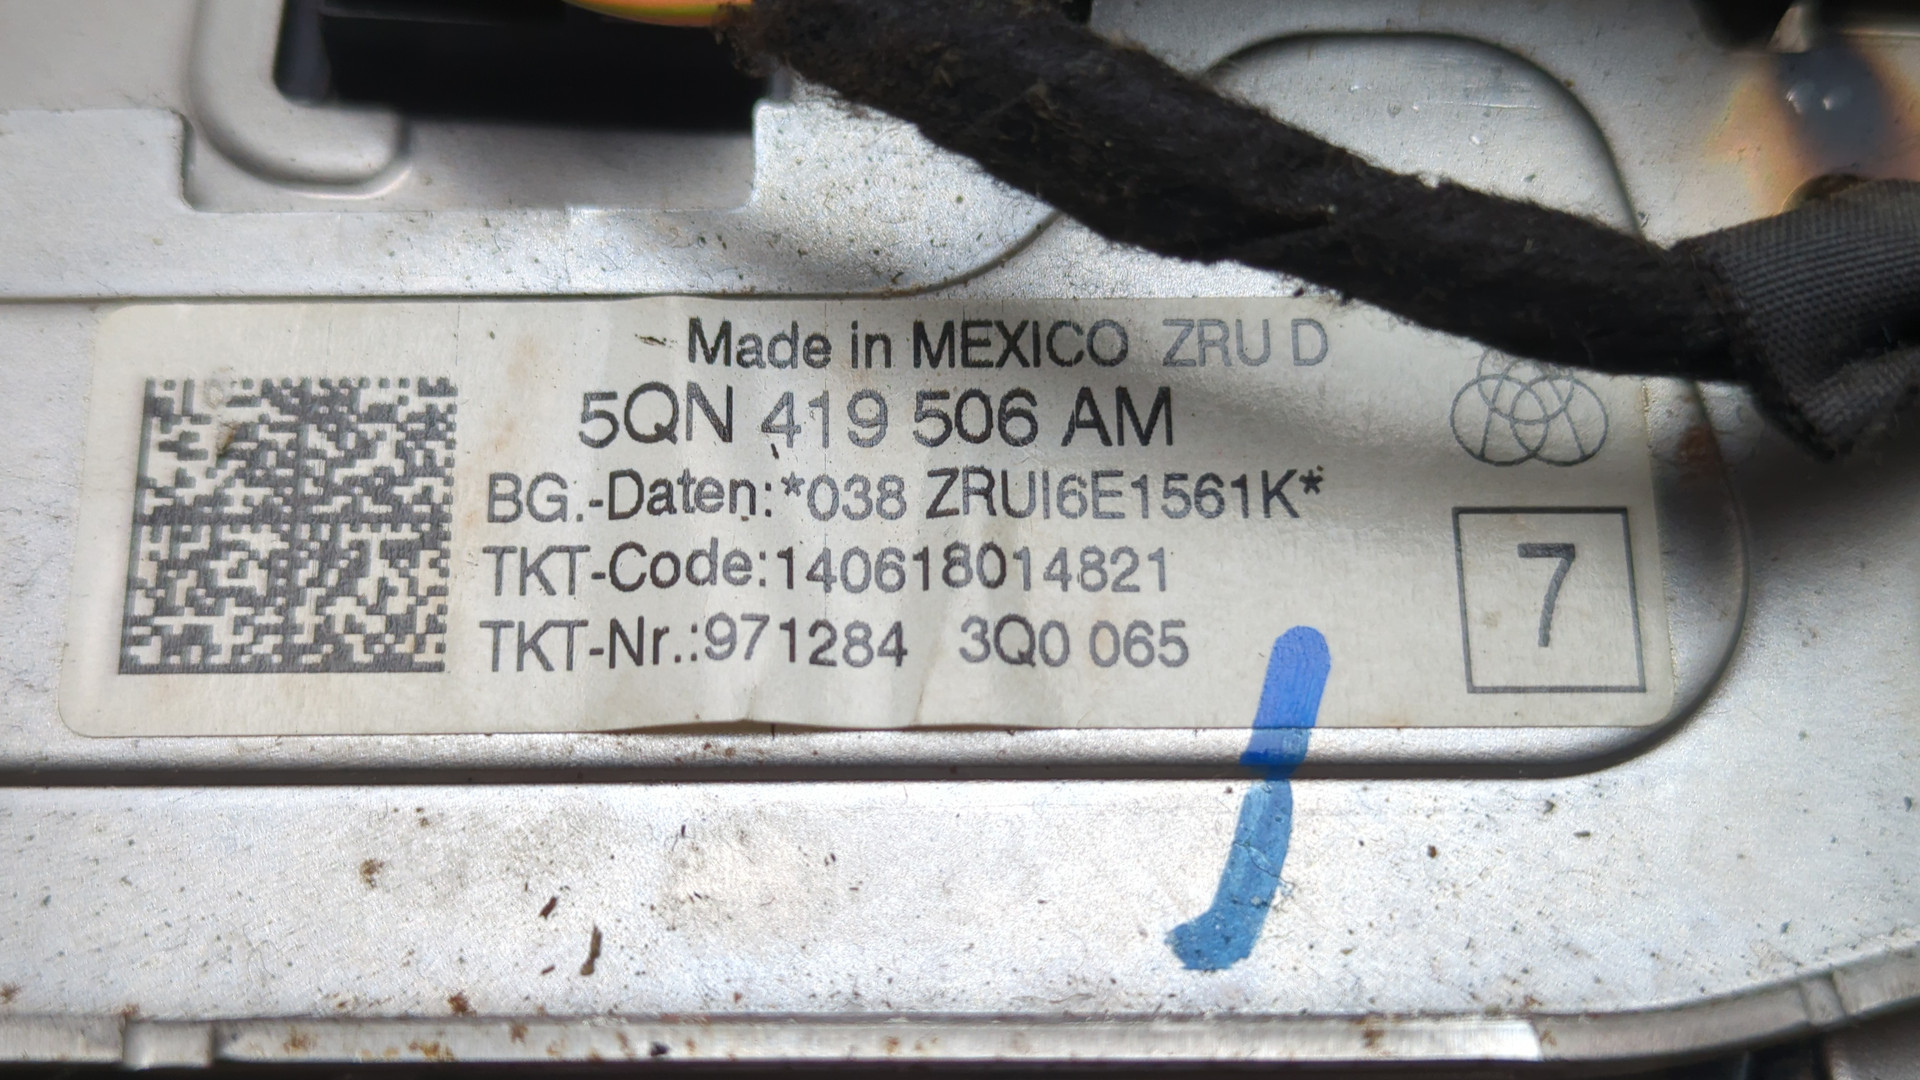 Made in MEXICO ZRU D
5QN 419 506 AM
BG.-Daten:*038 ZRUI6E1561K*
TKT-Code:140618014821
TKT-Nr.:971284 3Q0 065
7